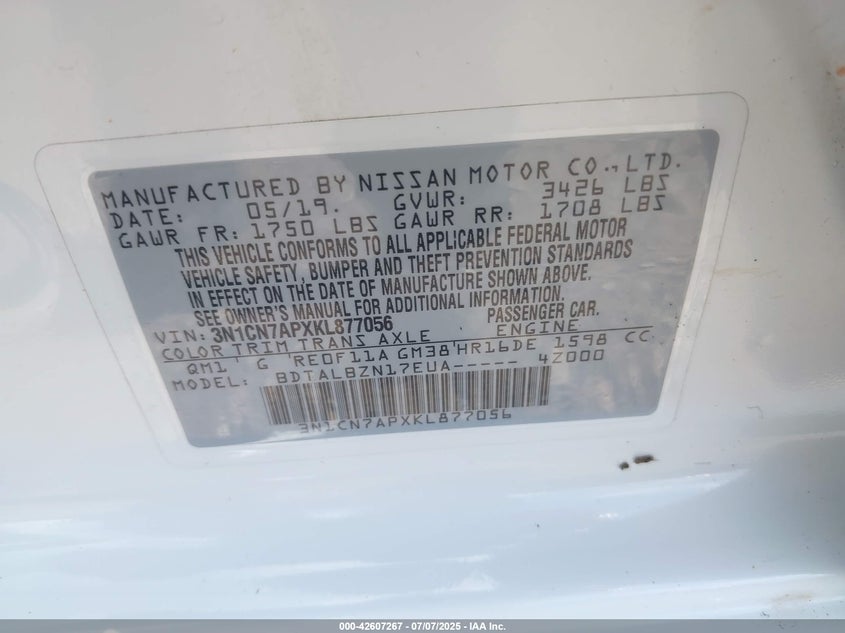 MANUFACTURED BY NISSAN MOTOR CO., LTD.
DATE: 05/19. GVWR: 3426 LBS
GAWR FR: 1750 LBS GAWR RR: 1708 LBS
THIS VEHICLE CONFORMS TO ALL APPLICABLE FEDERAL MOTOR
VEHICLE SAFETY, BUMPER AND THEFT PREVENTION STANDARDS
IN EFFECT ON THE DATE OF MANUFACTURE SHOWN ABOVE.
SEE OWNER'S MANUAL FOR ADDITIONAL INFORMATION.
VIN: 3N1CN7APXKL877056 PASSENGER CAR.
COLOR TRIM TRANS AXLE ENGINE
QM1 G 'RE0F11A GM38'HR16DE 1598 CC
MODEL: BDTALBZN17EUA----- 4Z000
3N1CN7APXKL877056
000-42607267 - 07/07/2025 - IAA Inc.